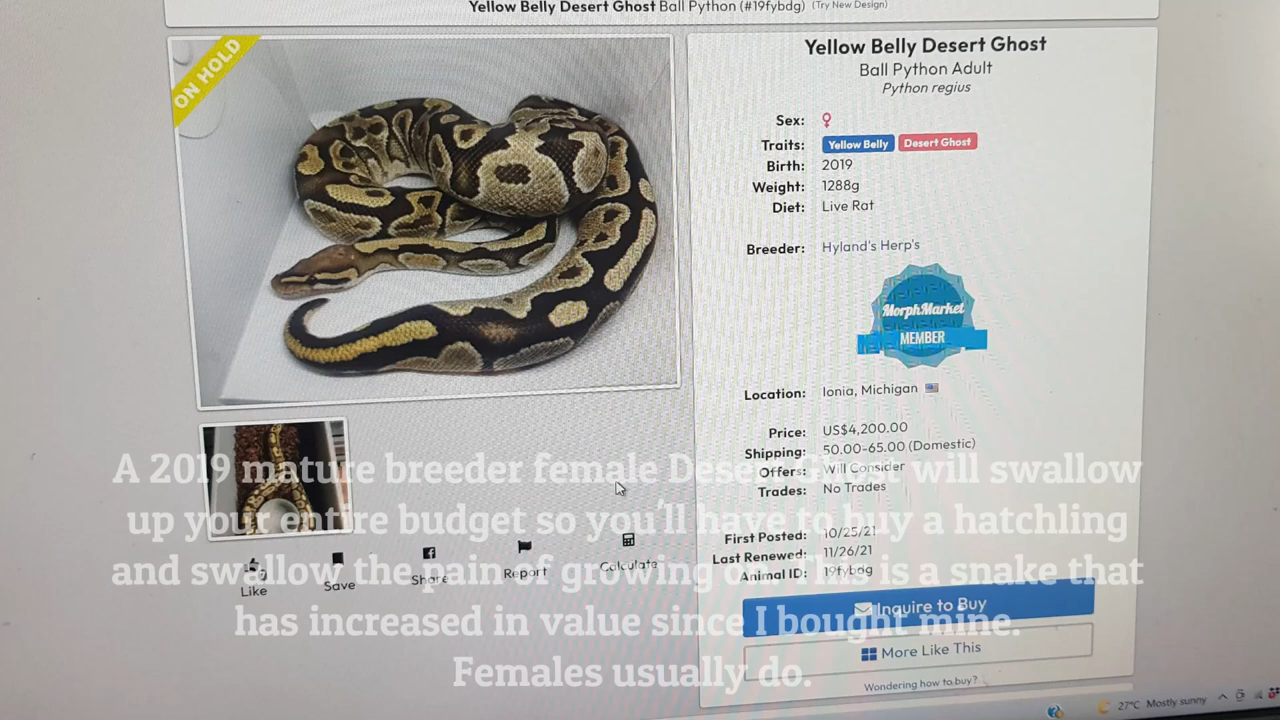 Yellow Belly Desert Ghost Ball Python (#19fybdg) (Try New Design)
ON HOLD
Yellow Belly Desert Ghost
Ball Python Adult
Python regius
Sex: ♀
Traits: Yellow Belly Desert Ghost
Birth: 2019
Weight: 1288g
Diet: Live Rat
Breeder: Hyland's Herp's
MorphMarket
MEMBER
Location: Ionia, Michigan
Price: US$4,200.00
Shipping: 50.00-65.00 (Domestic)
Offers: Will Consider
Trades: No Trades
First Posted: 10/25/21
Last Renewed: 11/26/21
Animal ID: 19fybdg
Like
Save
Share
Report
Calculate
Inquire to Buy
More Like This
Wondering how to buy?
A 2019 mature breeder female Desert Ghost will swallow
up your entire budget so you'll have to buy a hatchling
and swallow the pain of growing on. This is a snake that
has increased in value since I bought mine.
Females usually do.
27°C Mostly sunny